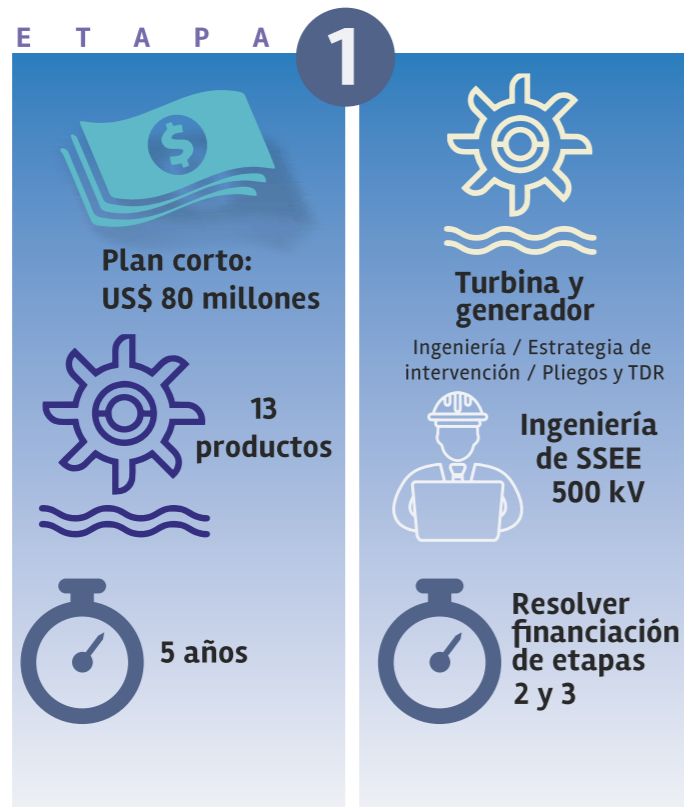 ETAPA 1
$
Plan corto:
US$ 80 millones
13
productos
5 años
Turbina y
generador
Ingeniería / Estrategia de
intervención / Pliegos y TDR
Ingeniería
de SSEE
500 kV
Resolver
financiación
de etapas
2 y 3